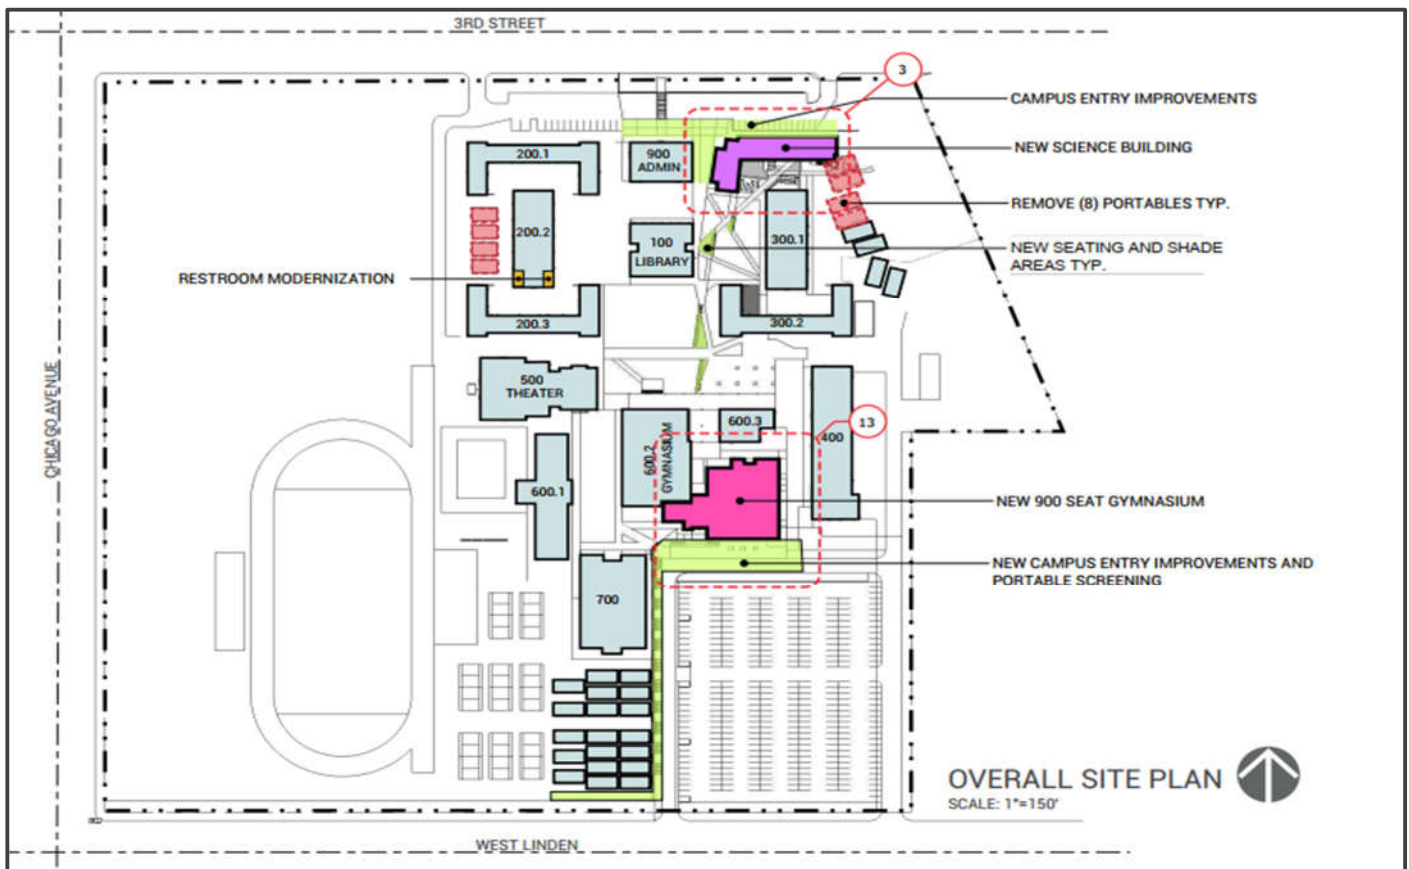 3RD STREET
3
CAMPUS ENTRY IMPROVEMENTS
200.1
900
ADMIN
NEW SCIENCE BUILDING
REMOVE (8) PORTABLES TYP.
200.2
100
LIBRARY
300.1
NEW SEATING AND SHADE
AREAS TYP.
RESTROOM MODERNIZATION
200.3
300.2
CHICAGO AVENUE
500
THEATER
600.3
13
400
600.2
GYMNASIUM
600.1
NEW 900 SEAT GYMNASIUM
NEW CAMPUS ENTRY IMPROVEMENTS AND
PORTABLE SCREENING
700
OVERALL SITE PLAN
SCALE: 1"=150'
WEST LINDEN